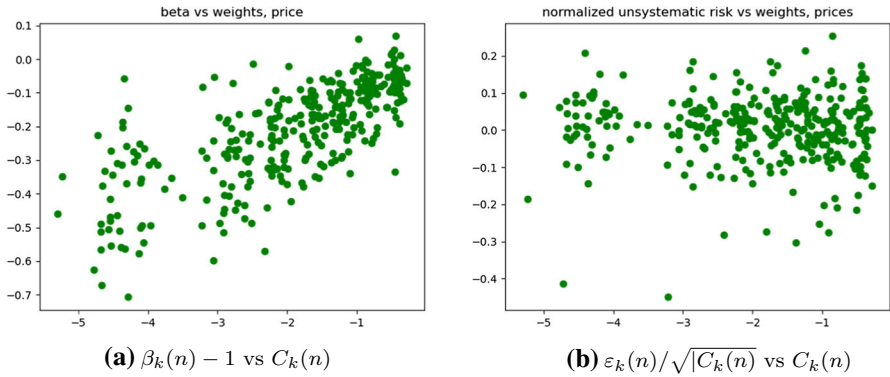 beta vs weights, price
0.1
0.0
−0.1
−0.2
−0.3
−0.4
−0.5
−0.6
−0.7
−5 −4 −3 −2 −1
(a) βₖ(n) − 1 vs Cₖ(n)
normalized unsystematic risk vs weights, prices
0.2
0.1
0.0
−0.1
−0.2
−0.3
−0.4
−5 −4 −3 −2 −1
(b) εₖ(n)/√|Cₖ(n) vs Cₖ(n)